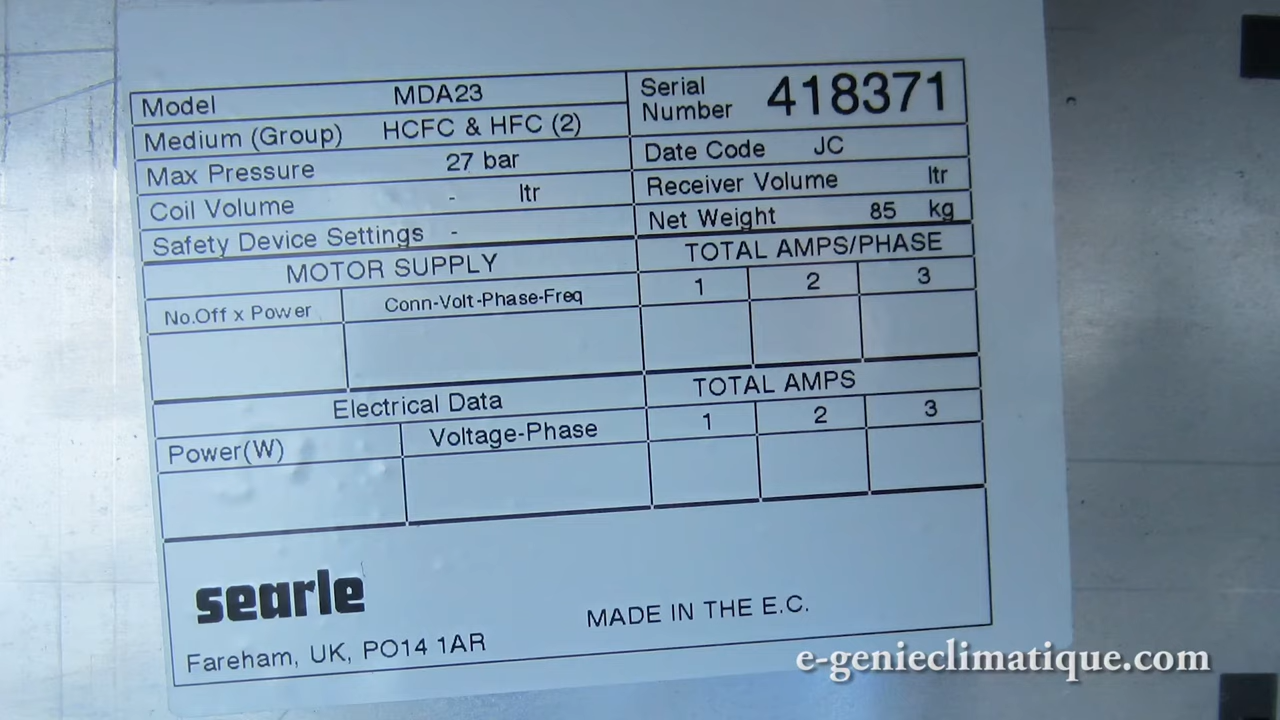 Model MDA23
Serial Number 418371
Medium (Group) HCFC & HFC (2)
Max Pressure 27 bar
Date Code JC
Coil Volume - ltr
Receiver Volume ltr
Safety Device Settings -
Net Weight 85 kg
MOTOR SUPPLY
TOTAL AMPS/PHASE
No.Off x Power Conn-Volt-Phase-Freq 1 2 3
Electrical Data
TOTAL AMPS
Power(W) Voltage-Phase 1 2 3
searle
MADE IN THE E.C.
Fareham, UK, PO14 1AR
e-genieclimatique.com